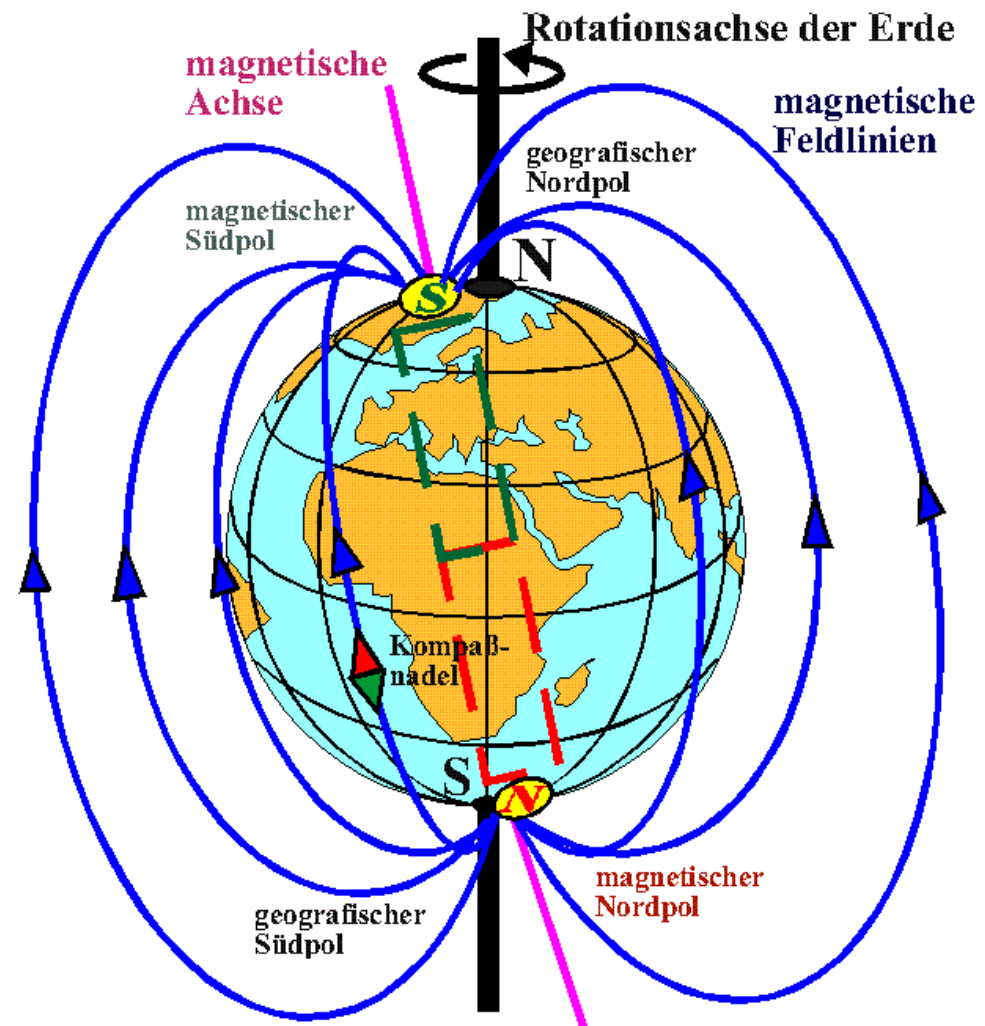 Rotationsachse der Erde
magnetische
Achse
magnetische
Feldlinien
geografischer
Nordpol
magnetischer
Südpol
N
S
Kompaß-
nadel
S
N
magnetischer
Nordpol
geografischer
Südpol